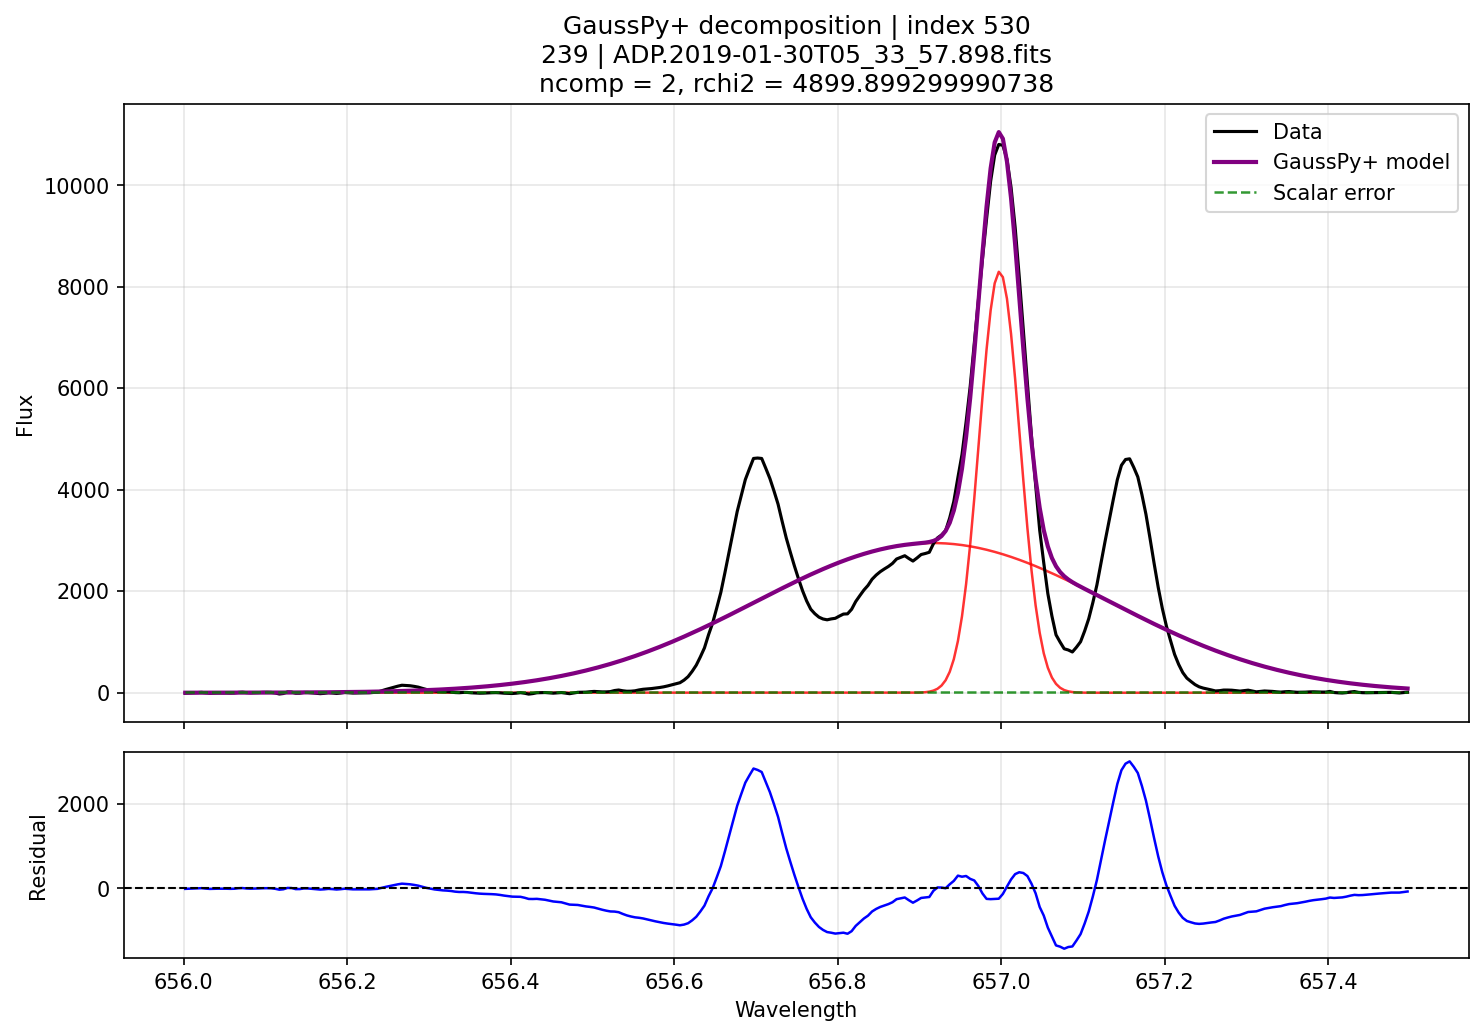 GaussPy+ decomposition | index 530
239 | ADP.2019-01-30T05_33_57.898.fits
ncomp = 2, rchi2 = 4899.899299990738
Data
GaussPy+ model
Scalar error
10000
8000
6000
4000
2000
0
Flux
2000
0
Residual
656.0 656.2 656.4 656.6 656.8 657.0 657.2 657.4
Wavelength